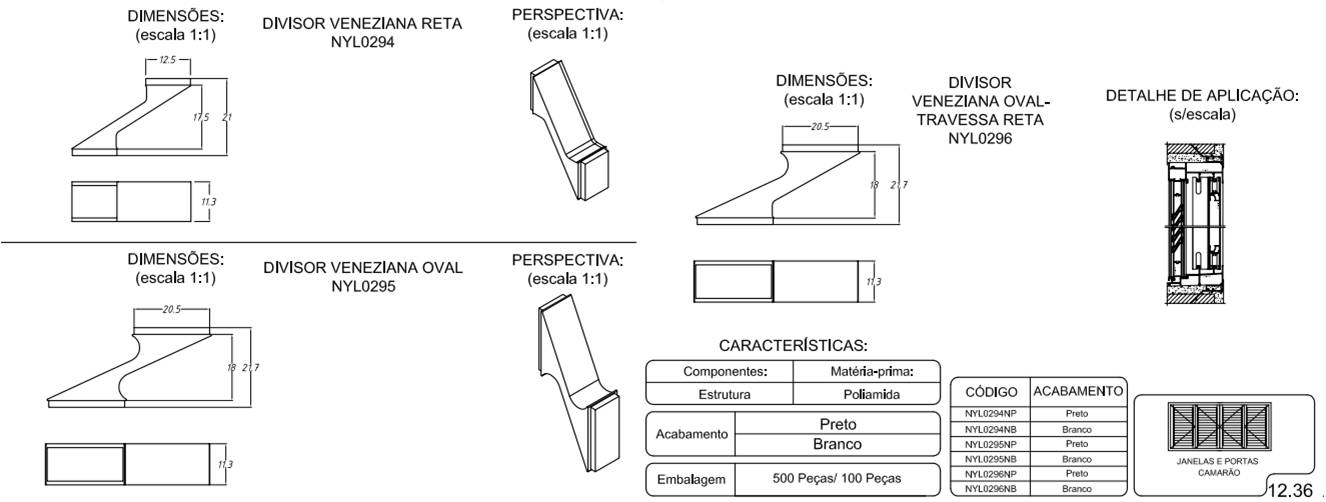 DIMENSÕES:
(escala 1:1)
DIVISOR VENEZIANA RETA
NYL0294
PERSPECTIVA:
(escala 1:1)
12.5
17.5
21
11.3
DIMENSÕES:
(escala 1:1)
DIVISOR VENEZIANA OVAL
NYL0295
PERSPECTIVA:
(escala 1:1)
20.5
18
21.7
11.3
DIMENSÕES:
(escala 1:1)
DIVISOR
VENEZIANA OVAL-
TRAVESSA RETA
NYL0296
DETALHE DE APLICAÇÃO:
(s/escala)
20.5
18
21.7
11.3
CARACTERÍSTICAS:
Componentes: Matéria-prima:
Estrutura Poliamida
Acabamento
Preto
Branco
Embalagem 500 Peças/ 100 Peças
CÓDIGO ACABAMENTO
NYL0294NP Preto
NYL0294NB Branco
NYL0295NP Preto
NYL0295NB Branco
NYL0296NP Preto
NYL0296NB Branco
JANELAS E PORTAS
CAMARÃO
12.36